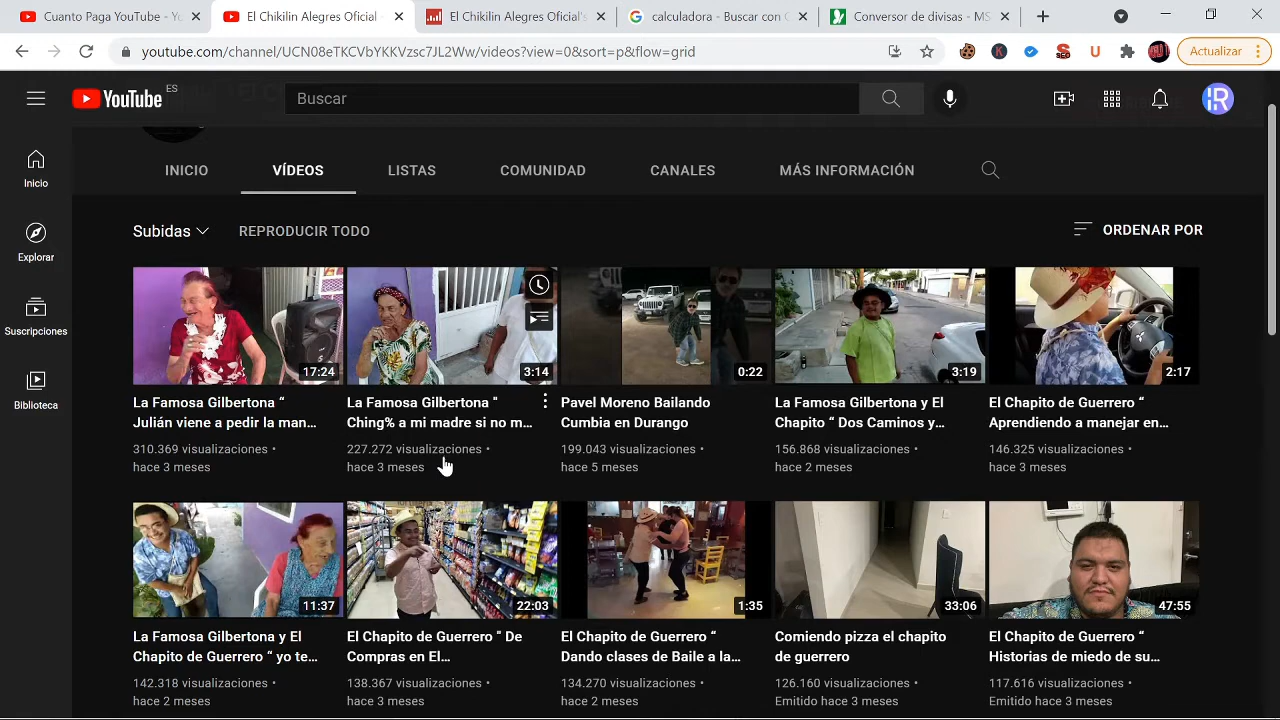 Cuanto Paga YouTube - Yo
El Chikilin Alegres Oficial -
El Chikilin Alegres Oficial's
calculadora - Buscar con G
Conversor de divisas - MS
youtube.com/channel/UCN08eTKCVbYKKVzsc7JL2Ww/videos?view=0&sort=p&flow=grid
Actualizar
YouTube ES
Buscar
Inicio
Explorar
Suscripciones
Biblioteca
INICIO
VÍDEOS
LISTAS
COMUNIDAD
CANALES
MÁS INFORMACIÓN
Subidas
REPRODUCIR TODO
ORDENAR POR
17:24
3:14
0:22
3:19
2:17
La Famosa Gilbertona “
Julián viene a pedir la man...
310.369 visualizaciones •
hace 3 meses
La Famosa Gilbertona "
Ching% a mi madre si no m...
227.272 visualizaciones •
hace 3 meses
Pavel Moreno Bailando
Cumbia en Durango
199.043 visualizaciones •
hace 5 meses
La Famosa Gilbertona y El
Chapito “ Dos Caminos y...
156.868 visualizaciones •
hace 2 meses
El Chapito de Guerrero “
Aprendiendo a manejar en...
146.325 visualizaciones •
hace 3 meses
11:37
22:03
1:35
33:06
47:55
La Famosa Gilbertona y El
Chapito de Guerrero “ yo te...
142.318 visualizaciones •
hace 2 meses
El Chapito de Guerrero " De
Compras en El...
138.367 visualizaciones •
hace 3 meses
El Chapito de Guerrero “
Dando clases de Baile a la...
134.270 visualizaciones •
hace 2 meses
Comiendo pizza el chapito
de guerrero
126.160 visualizaciones •
Emitido hace 3 meses
El Chapito de Guerrero “
Historias de miedo de su...
117.616 visualizaciones •
Emitido hace 3 meses